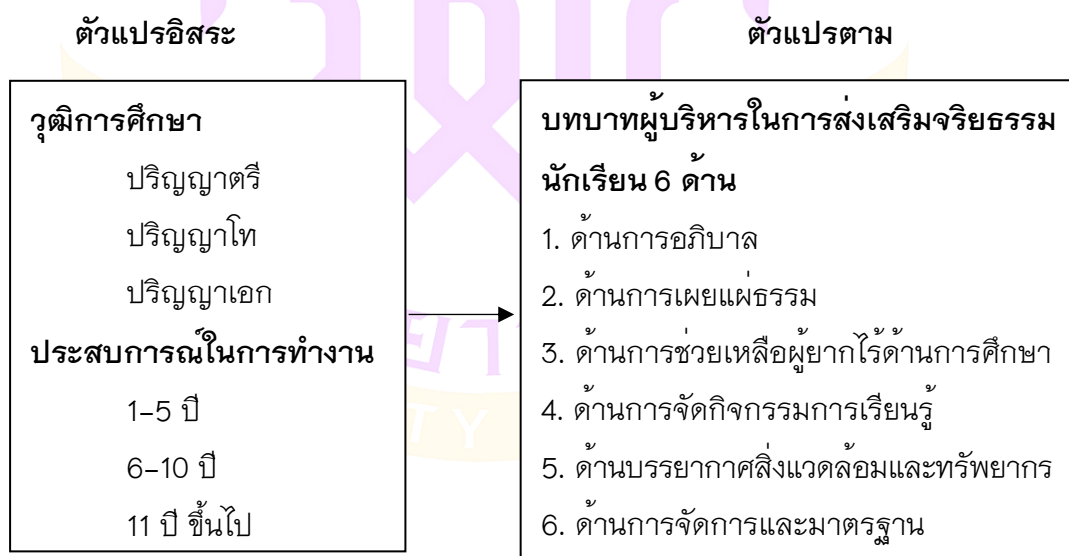 ตัวแปรอิสระ
ตัวแปรตาม
วุฒิการศึกษา
ปริญญาตรี
ปริญญาโท
ปริญญาเอก
ประสบการณ์ในการทำงาน
1–5 ปี
6–10 ปี
11 ปี ขึ้นไป
บทบาทผู้บริหารในการส่งเสริมจริยธรรม
นักเรียน 6 ด้าน
1. ด้านการอภิบาล
2. ด้านการเผยแผ่ธรรม
3. ด้านการช่วยเหลือผู้ยากไร้ด้านการศึกษา
4. ด้านการจัดกิจกรรมการเรียนรู้
5. ด้านบรรยากาศสิ่งแวดล้อมและทรัพยากร
6. ด้านการจัดการและมาตรฐาน